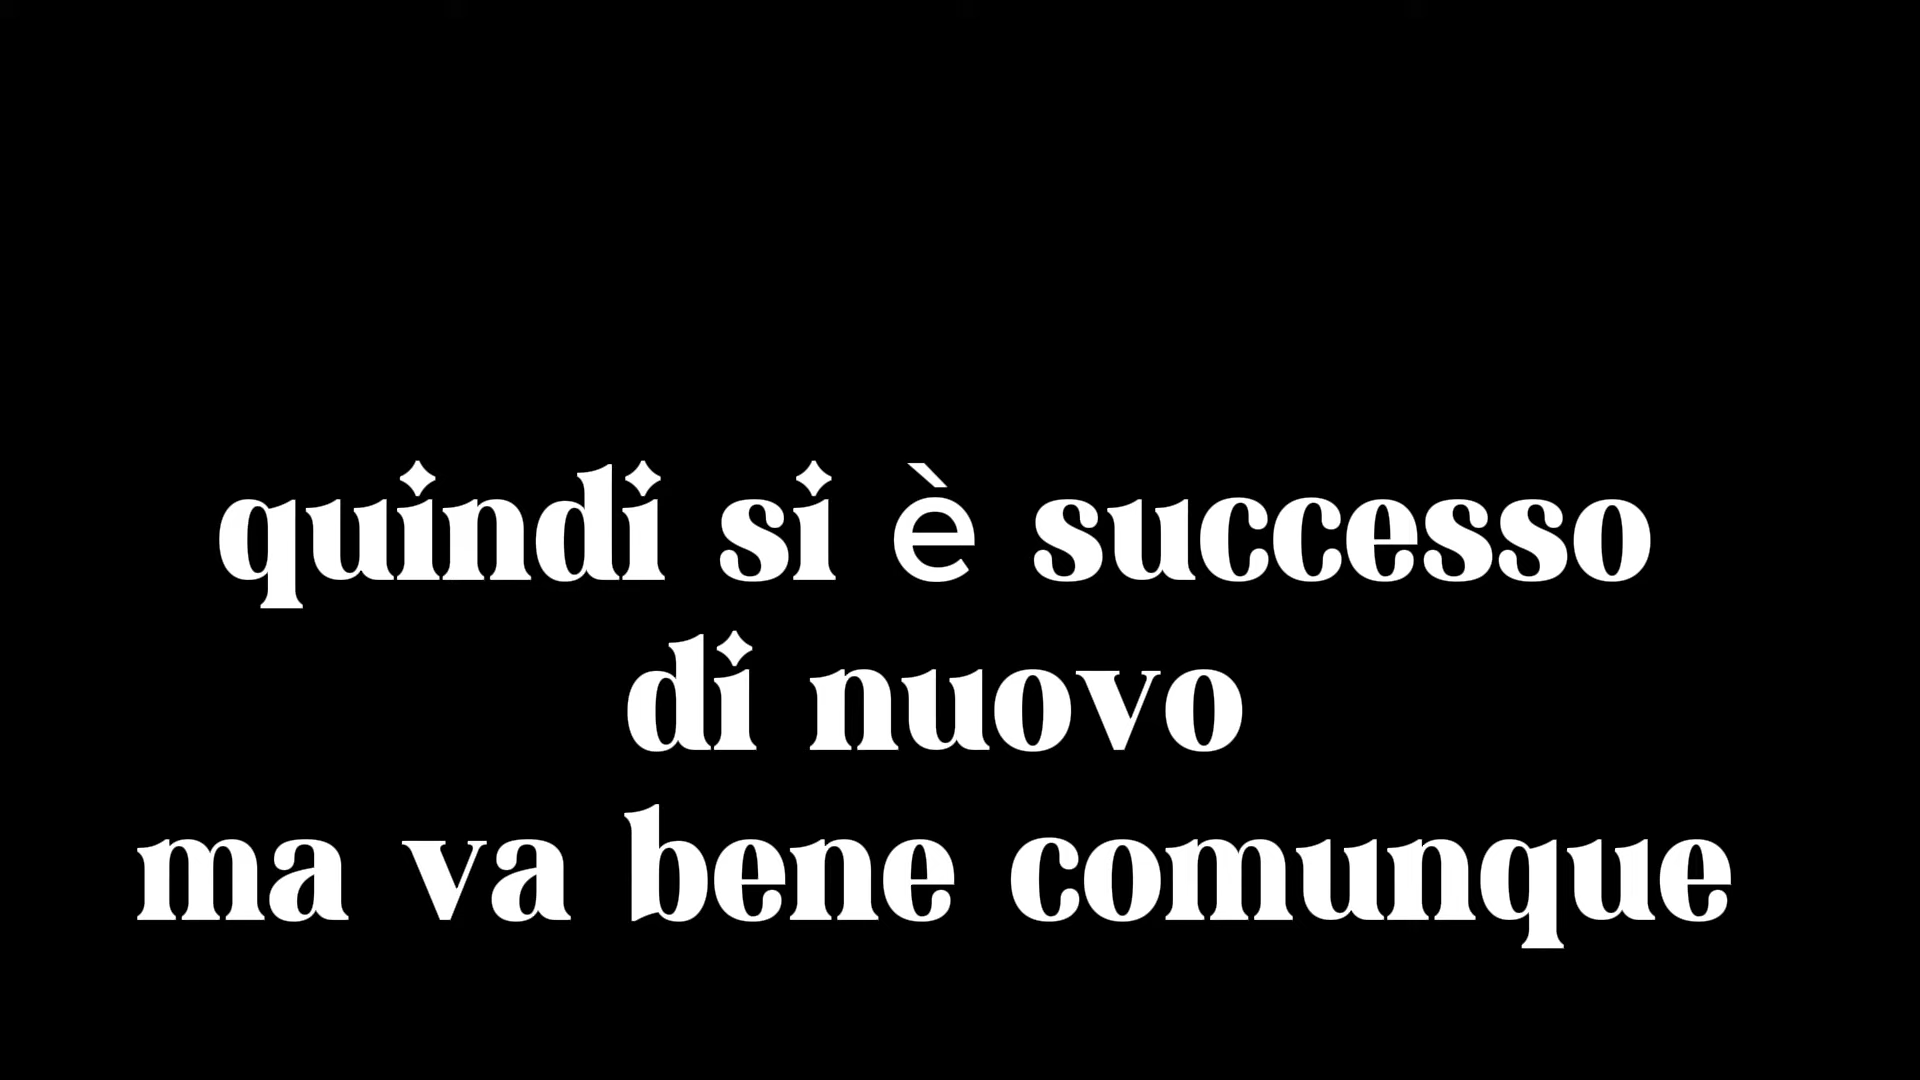 quindi si è successo
di nuovo
ma va bene comunque